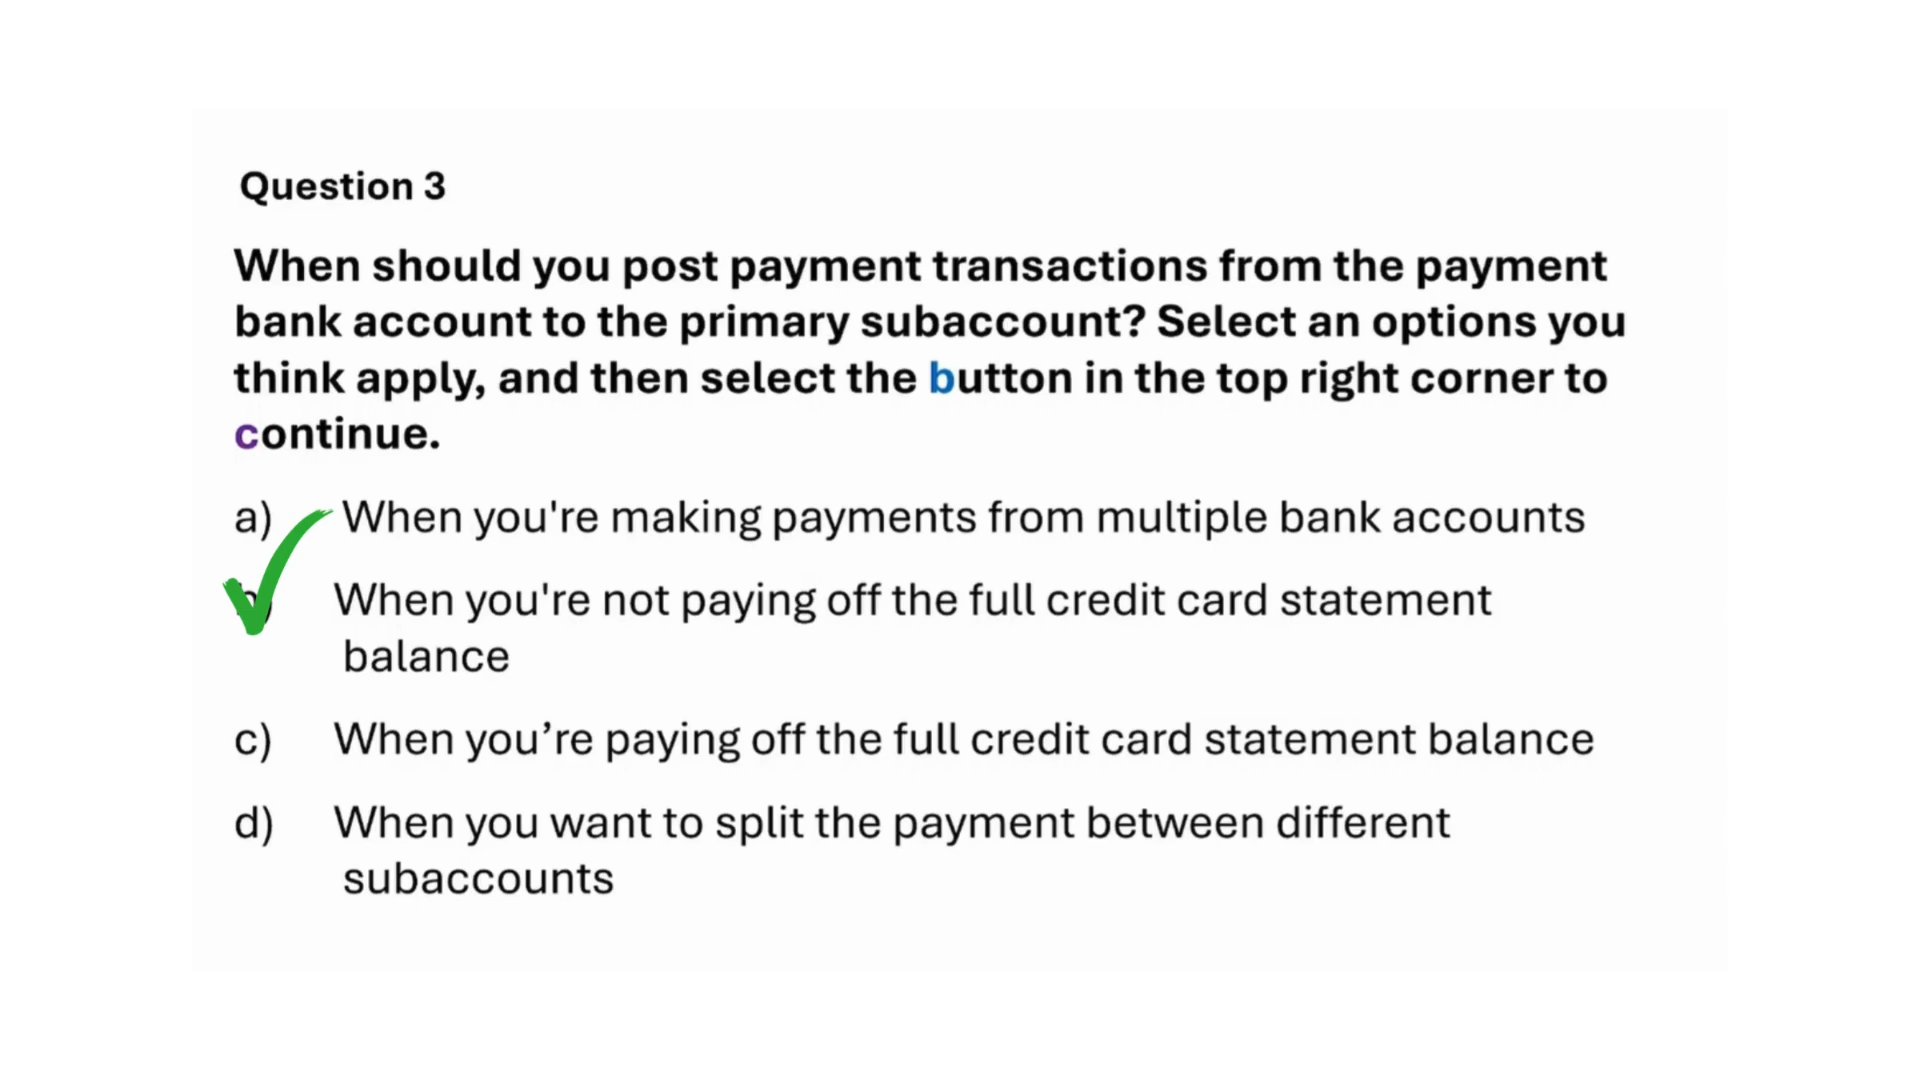 Question 3
When should you post payment transactions from the payment
bank account to the primary subaccount? Select an options you
think apply, and then select the button in the top right corner to
continue.
a) When you're making payments from multiple bank accounts
When you're not paying off the full credit card statement
balance
c) When you’re paying off the full credit card statement balance
d) When you want to split the payment between different
subaccounts